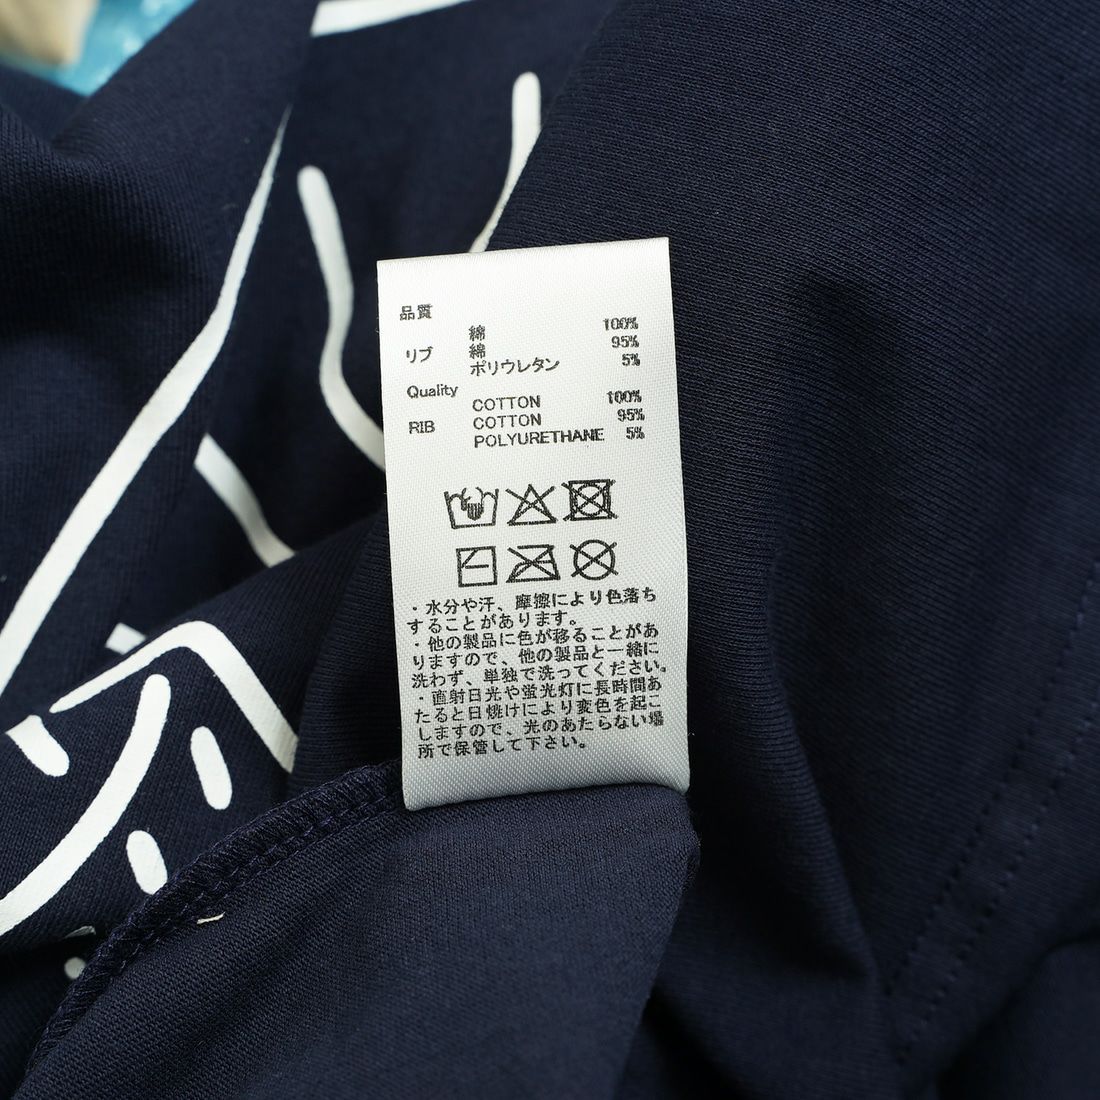 品質
綿 100%
リブ 綿 95%
ポリウレタン 5%
Quality
COTTON 100%
RIB COTTON 95%
POLYURETHANE 5%
・水分や汗、摩擦により色落ち
することがあります。
・他の製品に色が移ることがあ
りますので、他の製品と一緒に
洗わず、単独で洗ってください。
・直射日光や蛍光灯に長時間あ
たると日焼けにより変色を起こ
しますので、光のあたらない場
所で保管して下さい。